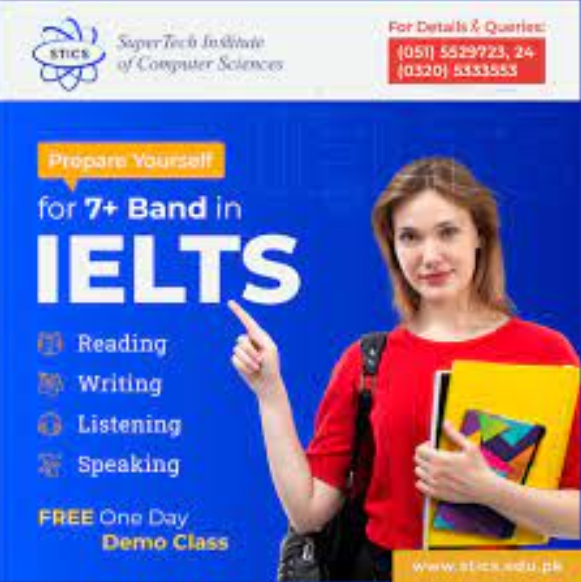 STICS
SuperTech Institute
of Computer Sciences
For Details & Queries:
(051) 5529723, 24
(0320) 5333553
Prepare Yourself
for 7+ Band in
IELTS
Reading
Writing
Listening
Speaking
FREE One Day
Demo Class
www.stics.edu.pk